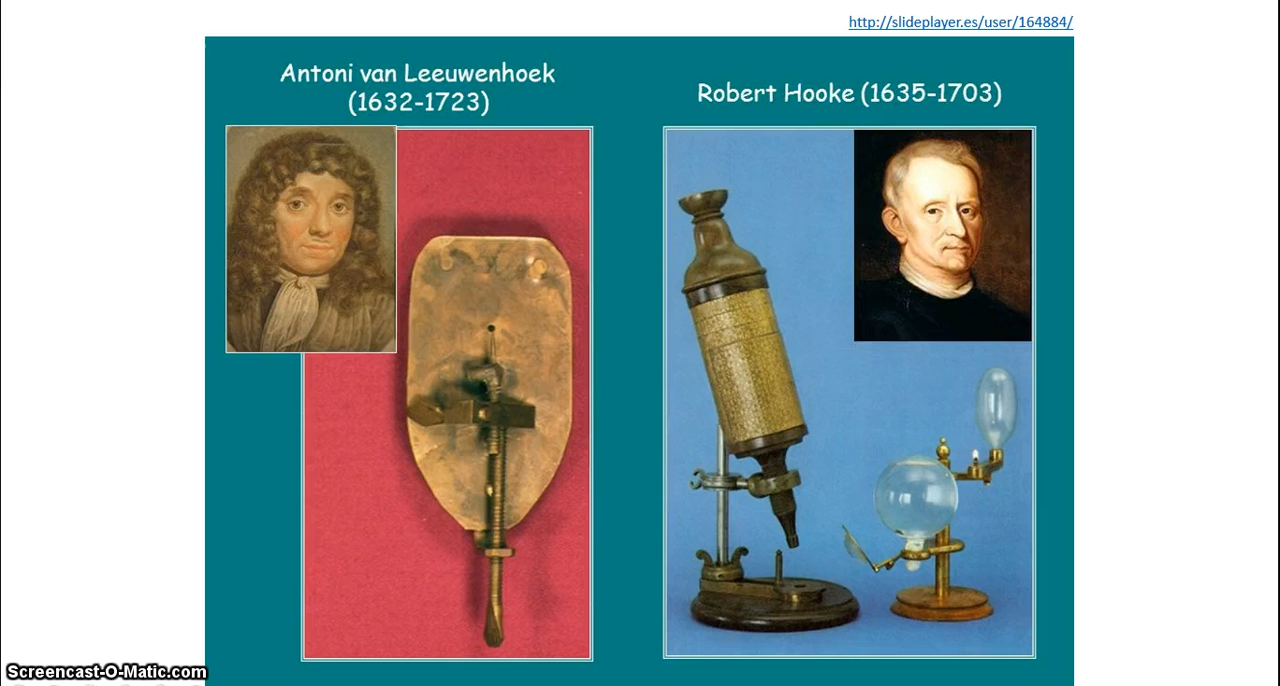 http://slideplayer.es/user/164884/
Antoni van Leeuwenhoek
(1632-1723)
Robert Hooke (1635-1703)
Screencast-O-Matic.com